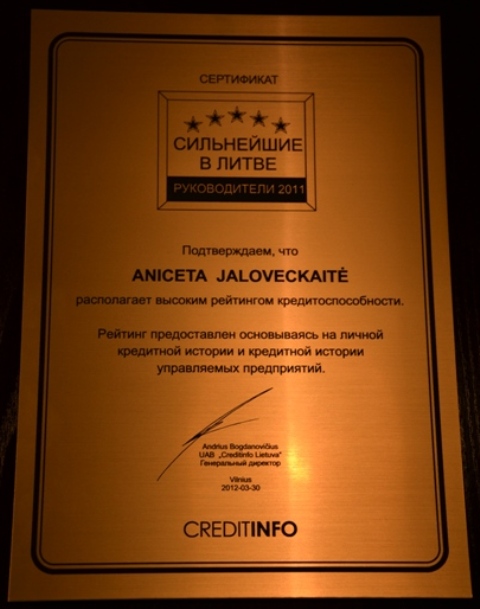 СЕРТИФИКАТ
СИЛЬНЕЙШИЕ
В ЛИТВЕ
РУКОВОДИТЕЛИ 2011
Подтверждаем, что
ANICETA JALOVECKAITĖ
располагает высоким рейтингом кредитоспособности.
Рейтинг предоставлен основываясь на личной
кредитной истории и кредитной истории
управляемых предприятий.
Andrius Bogdanovičius
UAB „Creditinfo Lietuva"
Генеральный директор
Vilnius
2012-03-30
CREDITINFO